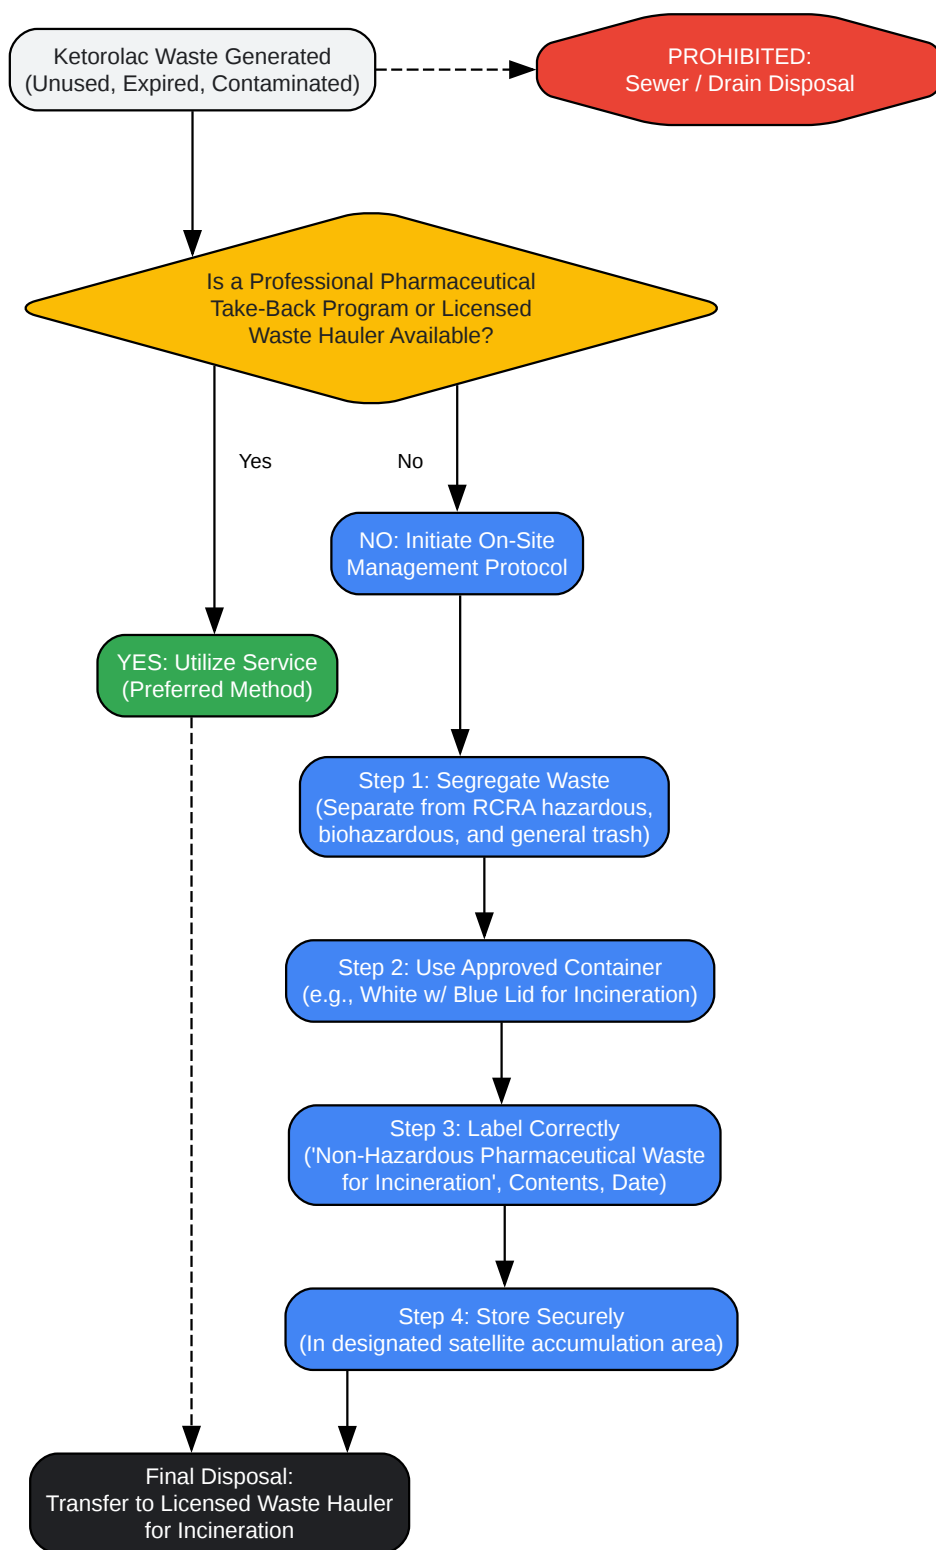 Ketorolac Waste Generated
(Unused, Expired, Contaminated)
PROHIBITED:
Sewer / Drain Disposal
Is a Professional Pharmaceutical
Take-Back Program or Licensed
Waste Hauler Available?
Yes
No
NO: Initiate On-Site
Management Protocol
YES: Utilize Service
(Preferred Method)
Step 1: Segregate Waste
(Separate from RCRA hazardous,
biohazardous, and general trash)
Step 2: Use Approved Container
(e.g., White w/ Blue Lid for Incineration)
Step 3: Label Correctly
('Non-Hazardous Pharmaceutical Waste
for Incineration', Contents, Date)
Step 4: Store Securely
(In designated satellite accumulation area)
Final Disposal:
Transfer to Licensed Waste Hauler
for Incineration